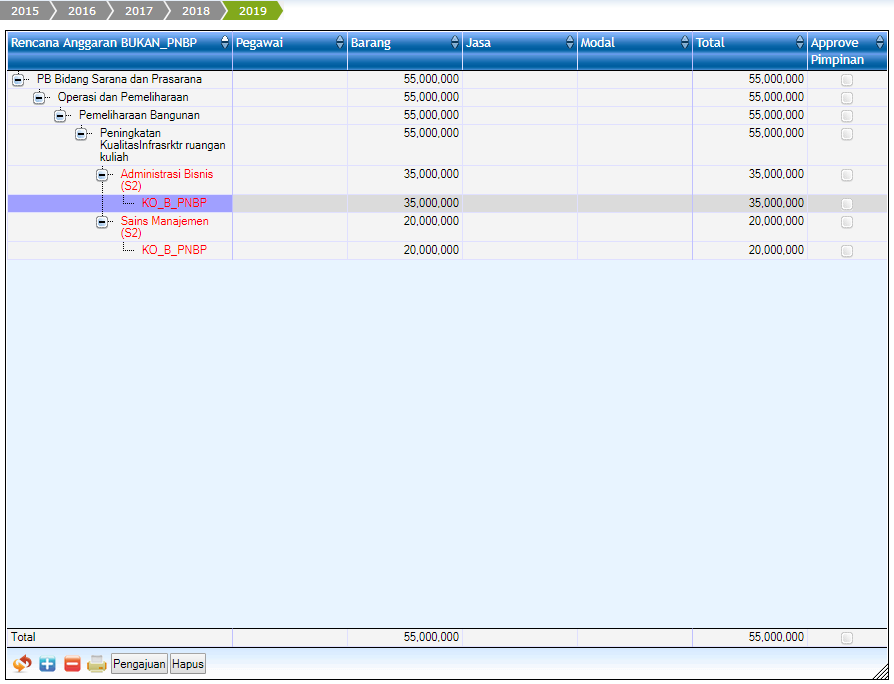 2015 2016 2017 2018 2019
Rencana Anggaran BUKAN_PNBP Pegawai Barang Jasa Modal Total Approve
Pimpinan
PB Bidang Sarana dan Prasarana 55,000,000 55,000,000
Operasi dan Pemeliharaan 55,000,000 55,000,000
Pemeliharaan Bangunan 55,000,000 55,000,000
Peningkatan 55,000,000 55,000,000
KualitasInfrasrktr ruangan
kuliah
Administrasi Bisnis 35,000,000 35,000,000
(S2)
KO_B_PNBP 35,000,000 35,000,000
Sains Manajemen 20,000,000 20,000,000
(S2)
KO_B_PNBP 20,000,000 20,000,000
Total 55,000,000 55,000,000
Pengajuan Hapus